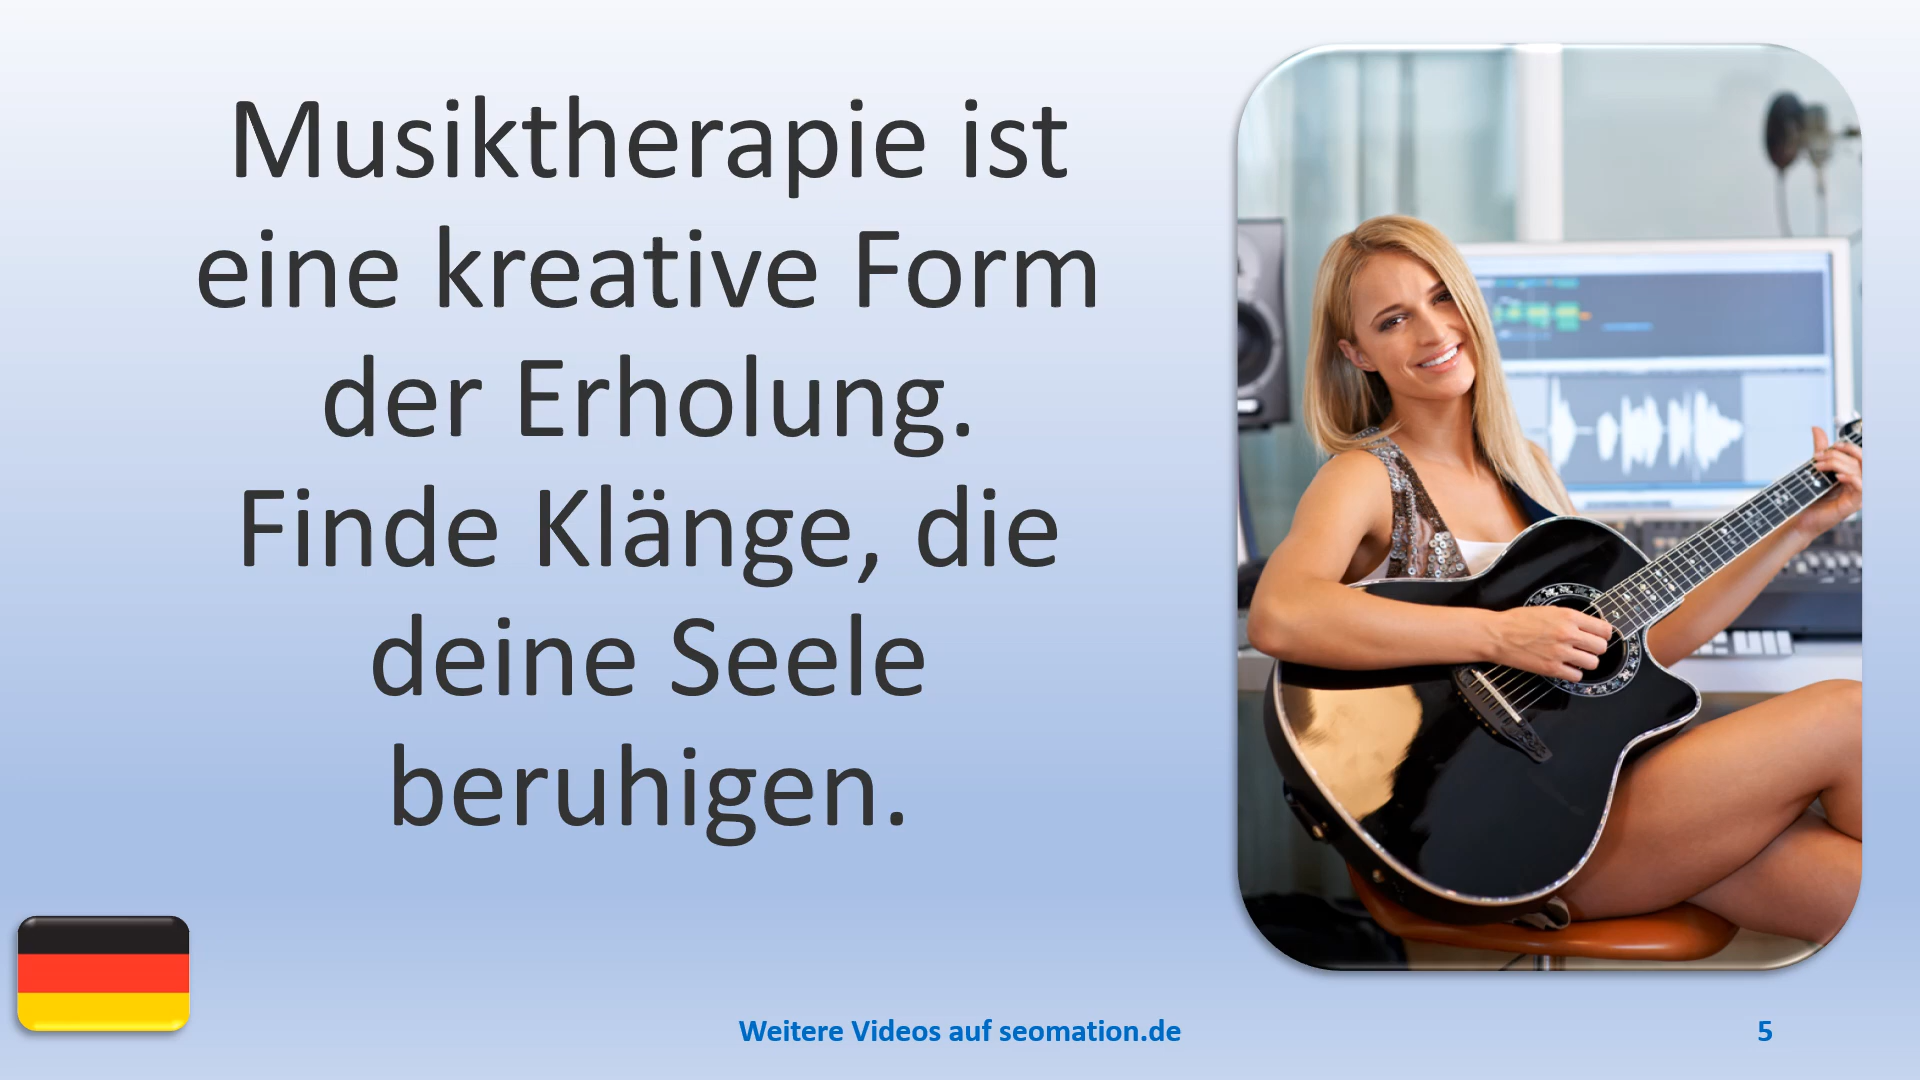 Musiktherapie ist
eine kreative Form
der Erholung.
Finde Klänge, die
deine Seele
beruhigen.
Weitere Videos auf seomation.de
5